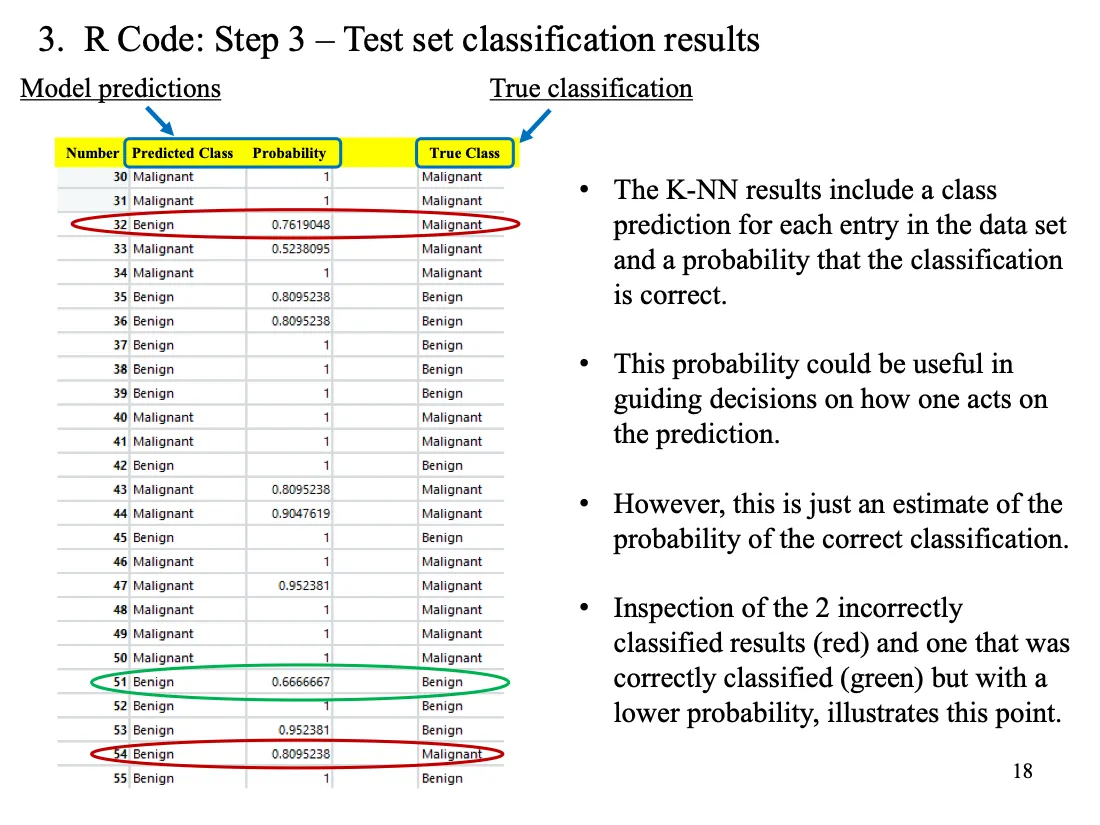 3. R Code: Step 3 – Test set classification results
Model predictions
True classification
Number Predicted Class Probability True Class
30 Malignant 1 Malignant
31 Malignant 1 Malignant
32 Benign 0.7619048 Malignant
33 Malignant 0.5238095 Malignant
34 Malignant 1 Malignant
35 Benign 0.8095238 Benign
36 Benign 0.8095238 Benign
37 Benign 1 Benign
38 Benign 1 Benign
39 Benign 1 Benign
40 Malignant 1 Malignant
41 Malignant 1 Malignant
42 Benign 1 Benign
43 Malignant 0.8095238 Malignant
44 Malignant 0.9047619 Malignant
45 Benign 1 Benign
46 Malignant 1 Malignant
47 Malignant 0.952381 Malignant
48 Malignant 1 Malignant
49 Malignant 1 Malignant
50 Malignant 1 Malignant
51 Benign 0.6666667 Benign
52 Benign 1 Benign
53 Benign 0.952381 Benign
54 Benign 0.8095238 Malignant
55 Benign 1 Benign
• The K-NN results include a class
prediction for each entry in the data set
and a probability that the classification
is correct.
• This probability could be useful in
guiding decisions on how one acts on
the prediction.
• However, this is just an estimate of the
probability of the correct classification.
• Inspection of the 2 incorrectly
classified results (red) and one that was
correctly classified (green) but with a
lower probability, illustrates this point.
18